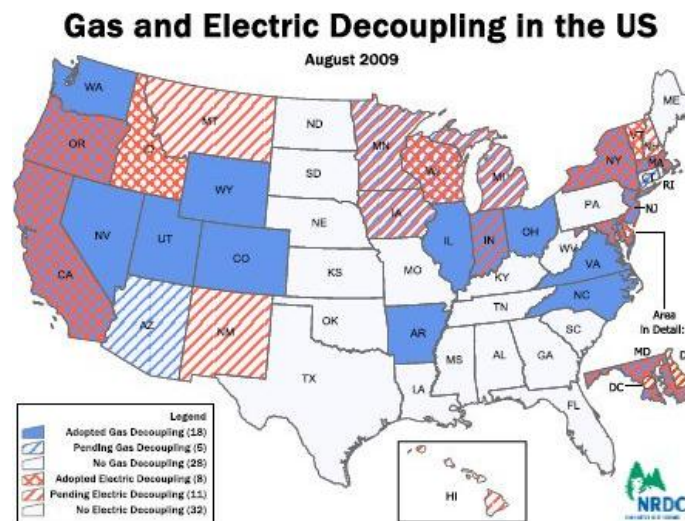 Gas and Electric Decoupling in the US
August 2009
WA
OR
CA
NV
ID
MT
WY
UT
CO
AZ
NM
ND
SD
NE
KS
OK
TX
MN
IA
MO
AR
LA
WI
IL
MI
IN
OH
KY
TN
MS
AL
GA
FL
SC
NC
VA
WV
PA
NY
VT
NH
ME
MA
CT
RI
NJ
Area
In Detail:
MD
DC
D
HI
Legend
Adopted Gas Decoupling (18)
Pending Gas Decoupling (5)
No Gas Decoupling (28)
Adopted Electric Decoupling (8)
Pending Electric Decoupling (11)
No Electric Decoupling (32)
NRDC